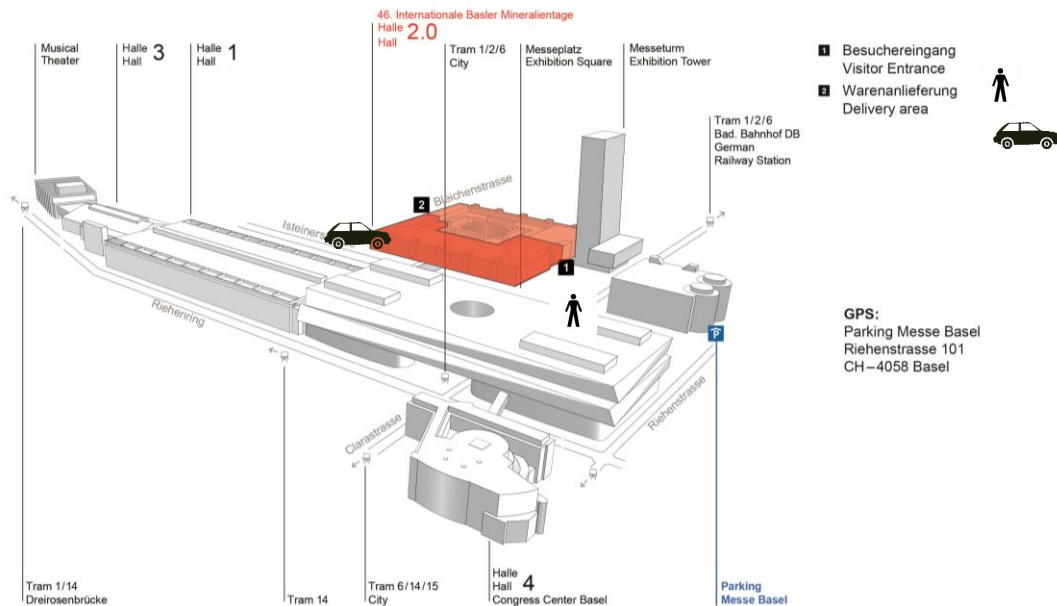 46. Internationale Basler Mineralientage
Halle
Hall 2.0
Musical
Theater
Halle
Hall 3
Halle
Hall 1
Tram 1/2/6
City
Messeplatz
Exhibition Square
Messeturm
Exhibition Tower
1 Besuchereingang
Visitor Entrance
2 Warenanlieferung
Delivery area
Tram 1/2/6
Bad. Bahnhof DB
German
Railway Station
2
Bleichenstrasse
Isteiners
1
Riehenring
P
GPS:
Parking Messe Basel
Riehenstrasse 101
CH–4058 Basel
Riehenstrasse
Clarastrasse
Tram 1/14
Dreirosenbrücke
Tram 14
Tram 6/14/15
City
Halle
Hall 4
Congress Center Basel
Parking
Messe Basel